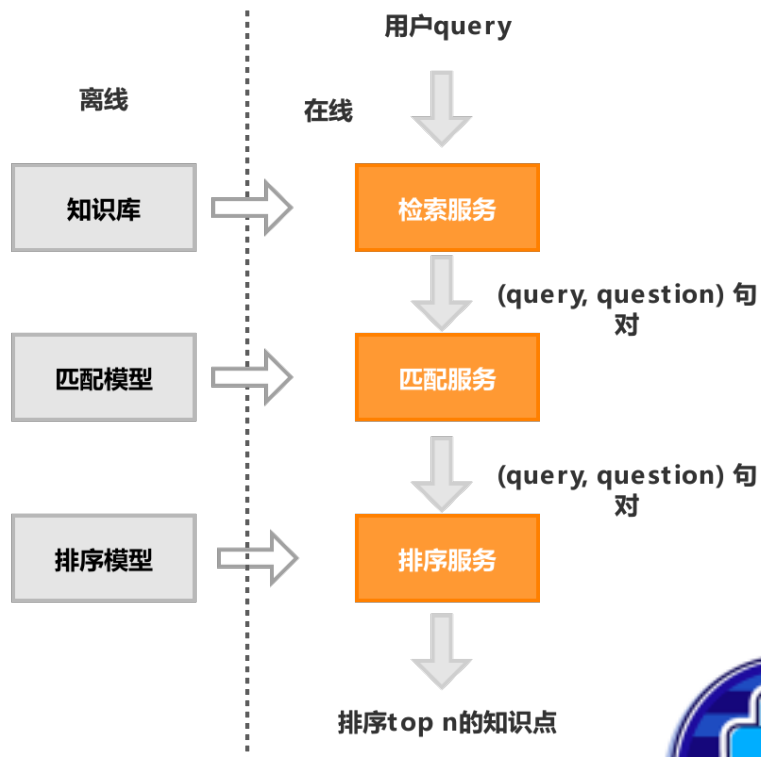 用户query
离线
在线
知识库
检索服务
(query, question) 句
对
匹配模型
匹配服务
(query, question) 句
对
排序模型
排序服务
排序top n的知识点